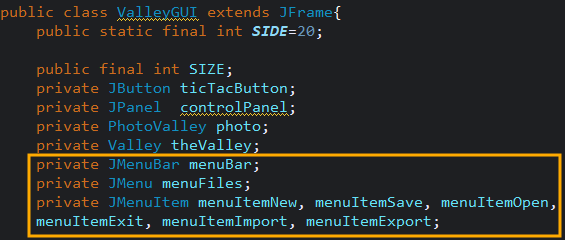 public class ValleyGUI extends JFrame{
public static final int SIDE=20;
public final int SIZE;
private JButton ticTacButton;
private JPanel  controlPanel;
private PhotoValley photo;
private Valley theValley;
private JMenuBar menuBar;
private JMenu menuFiles;
private JMenuItem menuItemNew, menuItemSave, menuItemOpen,
menuItemExit, menuItemImport, menuItemExport;